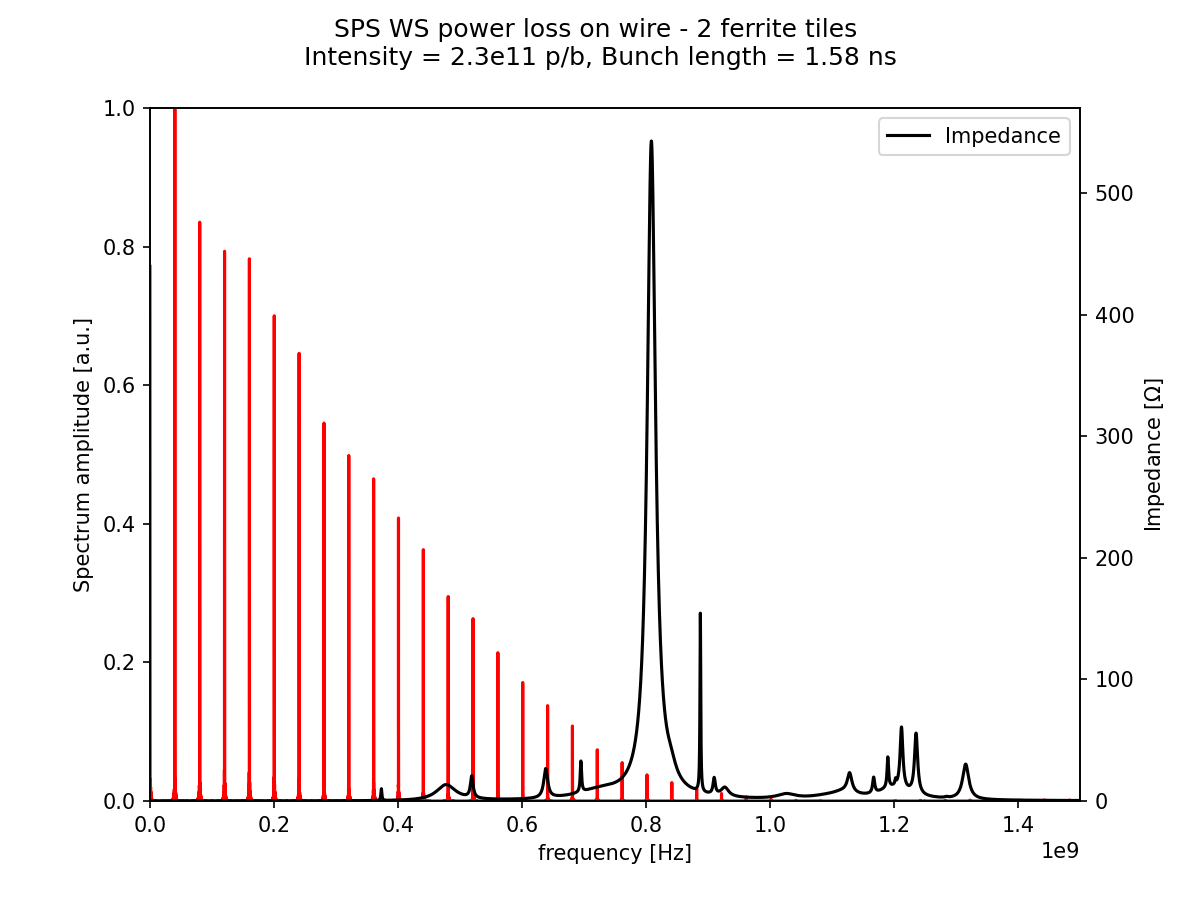 SPS WS power loss on wire - 2 ferrite tiles
Intensity = 2.3e11 p/b, Bunch length = 1.58 ns
Impedance
1.0
0.8
0.6
0.4
0.2
0.0
Spectrum amplitude [a.u.]
500
400
300
200
100
0
Impedance [Ω]
0.0 0.2 0.4 0.6 0.8 1.0 1.2 1.4
1e9
frequency [Hz]